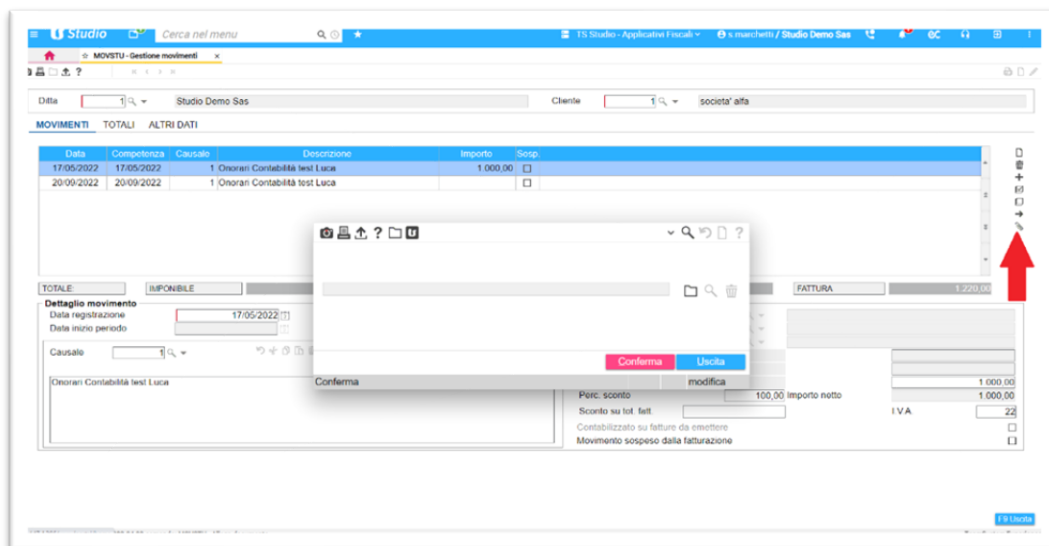 Studio
Cerca nel menu
TS Studio - Applicativi Fiscali
s.marchetti / Studio Demo Sas
MOVSTU - Gestione movimenti x
Ditta 1 Studio Demo Sas Cliente 1 societa' alfa
MOVIMENTI TOTALI ALTRI DATI
Data Competenza Causale Descrizione Importo Sosp.
17/05/2022 17/05/2022 1 Onorari Contabilità test Luca 1.000,00
20/09/2022 20/09/2022 1 Onorari Contabilità test Luca
TOTALE: IMPONIBILE FATTURA 1.220,00
Dettaglio movimento
Data registrazione 17/05/2022
Data inizio periodo
Causale 1
Onorari Contabilità test Luca
Conferma Uscita
Conferma modifica
1.000,00
Perc. sconto 100,00 Importo netto 1.000,00
Sconto su tot. fatt. I.V.A. 22
Contabilizzato su fatture da emettere
Movimento sospeso dalla fatturazione
F9 Uscita